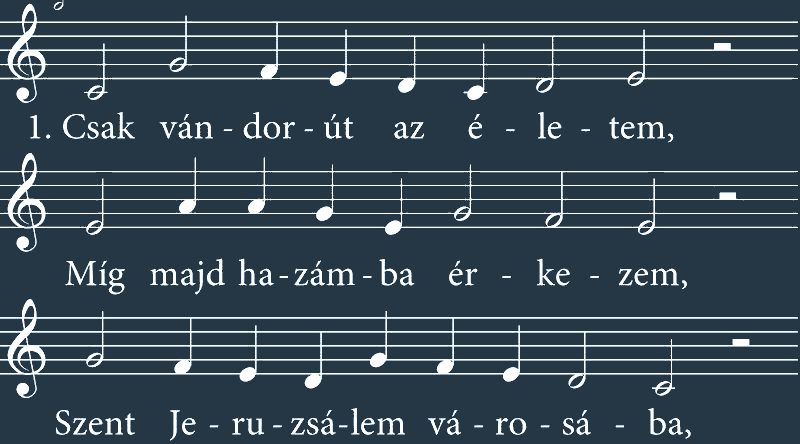 1. Csak ván - dor - út az é - le - tem,
Míg majd ha - zám - ba ér - ke - zem,
Szent Je - ru - zsá - lem vá - ro - sá - ba,